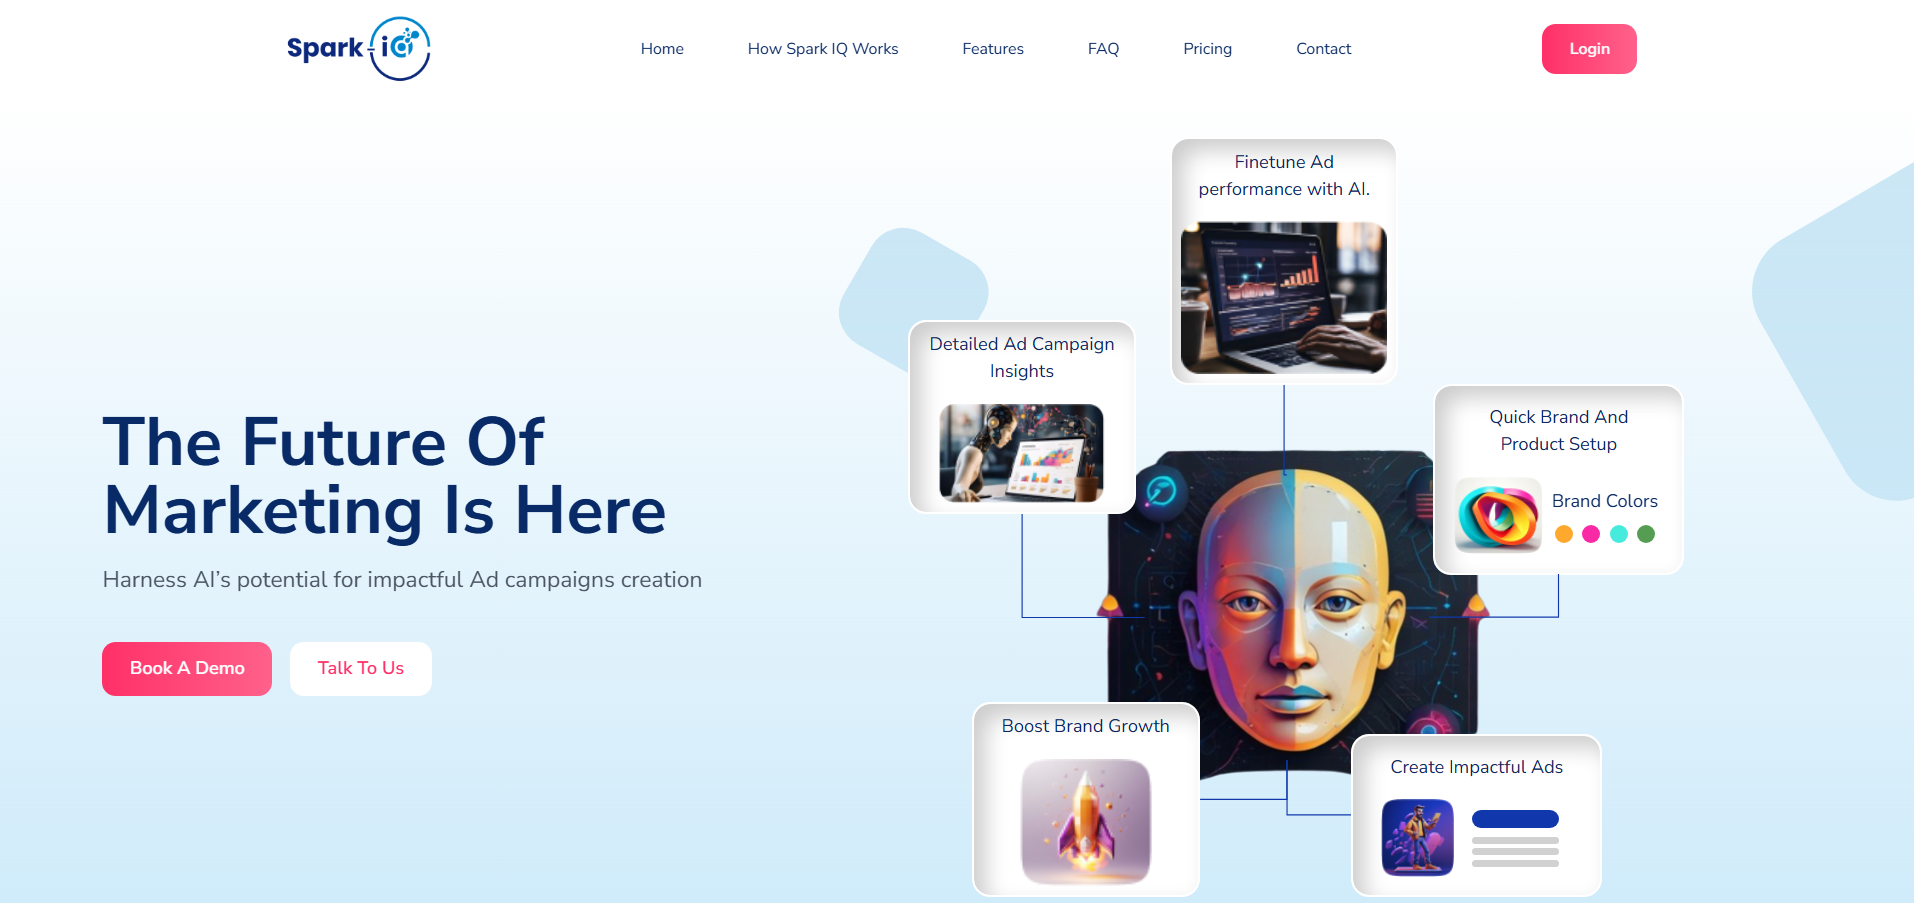 Spark-iQ
Home
How Spark IQ Works
Features
FAQ
Pricing
Contact
Login
Finetune Ad
performance with AI.
Detailed Ad Campaign
Insights
Quick Brand And
Product Setup
Brand Colors
The Future Of
Marketing Is Here
Harness AI’s potential for impactful Ad campaigns creation
Book A Demo
Talk To Us
Boost Brand Growth
Create Impactful Ads